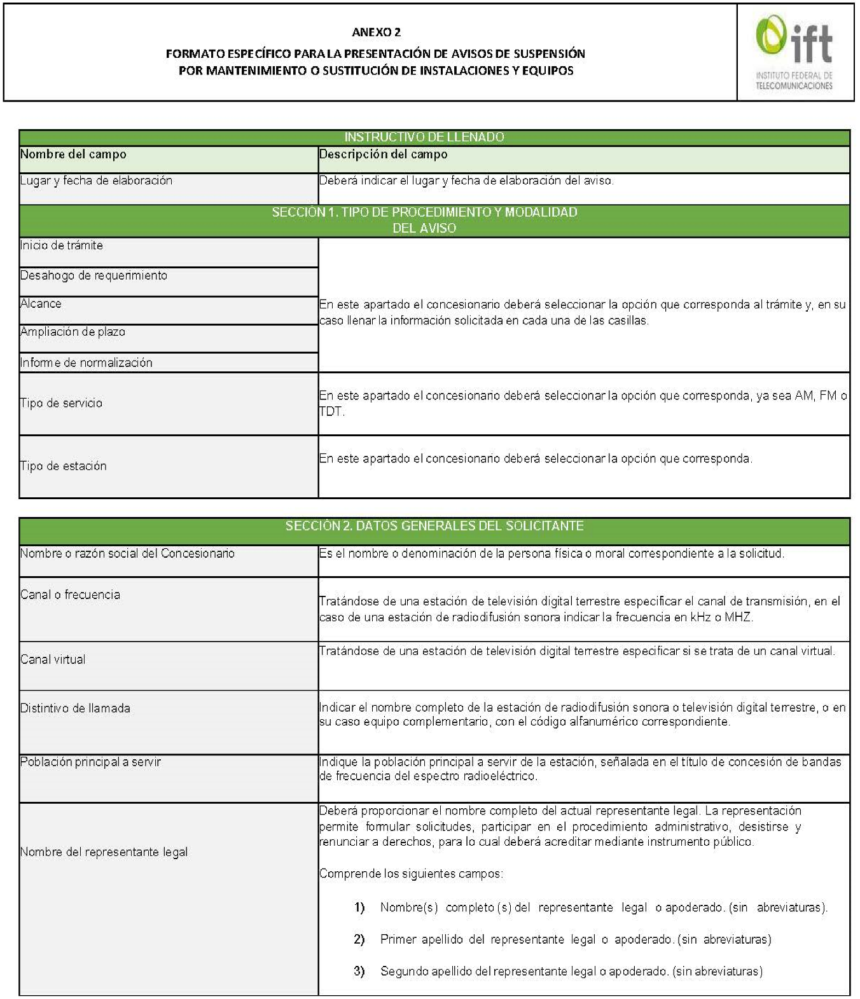 ANEXO 2
FORMATO ESPECÍFICO PARA LA PRESENTACIÓN DE AVISOS DE SUSPENSIÓN
POR MANTENIMIENTO O SUSTITUCIÓN DE INSTALACIONES Y EQUIPOS
ift
INSTITUTO FEDERAL DE
TELECOMUNICACIONES
INSTRUCTIVO DE LLENADO
Nombre del campo
Descripción del campo
Lugar y fecha de elaboración
Deberá indicar el lugar y fecha de elaboración del aviso.
SECCIÓN 1. TIPO DE PROCEDIMIENTO Y MODALIDAD
DEL AVISO
Inicio de trámite
Desahogo de requerimiento
Alcance
Ampliación de plazo
Informe de normalización
En este apartado el concesionario deberá seleccionar la opción que corresponda al trámite y, en su
caso llenar la información solicitada en cada una de las casillas.
Tipo de servicio
En este apartado el concesionario deberá seleccionar la opción que corresponda, ya sea AM, FM o
TDT.
Tipo de estación
En este apartado el concesionario deberá seleccionar la opción que corresponda.
SECCIÓN 2. DATOS GENERALES DEL SOLICITANTE
Nombre o razón social del Concesionario
Es el nombre o denominación de la persona física o moral correspondiente a la solicitud.
Canal o frecuencia
Tratándose de una estación de televisión digital terrestre especificar el canal de transmisión, en el
caso de una estación de radiodifusión sonora indicar la frecuencia en kHz o MHZ.
Canal virtual
Tratándose de una estación de televisión digital terrestre especificar si se trata de un canal virtual.
Distintivo de llamada
Indicar el nombre completo de la estación de radiodifusión sonora o televisión digital terrestre, o en
su caso equipo complementario, con el código alfanumérico correspondiente.
Población principal a servir
Indique la población principal a servir de la estación, señalada en el título de concesión de bandas
de frecuencia del espectro radioeléctrico.
Nombre del representante legal
Deberá proporcionar el nombre completo del actual representante legal. La representación
permite formular solicitudes, participar en el procedimiento administrativo, desistirse y
renunciar a derechos, para lo cual deberá acreditar mediante instrumento público.
Comprende los siguientes campos:
1) Nombre(s) completo (s) del representante legal o apoderado. (sin abreviaturas).
2) Primer apellido del representante legal o apoderado. (sin abreviaturas)
3) Segundo apellido del representante legal o apoderado. (sin abreviaturas)